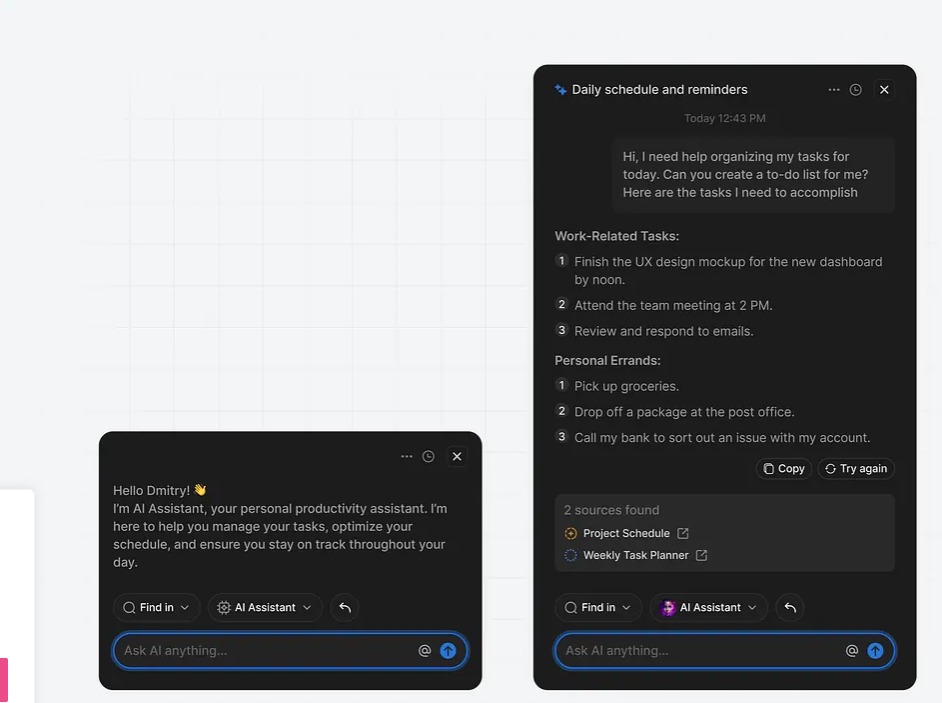 Hello Dmitry! 👋
I'm AI Assistant, your personal productivity assistant. I'm
here to help you manage your tasks, optimize your
schedule, and ensure you stay on track throughout your
day.
Find in
AI Assistant
Ask AI anything...
@
Daily schedule and reminders
Today 12:43 PM
Hi, I need help organizing my tasks for
today. Can you create a to-do list for me?
Here are the tasks I need to accomplish
Work-Related Tasks:
1 Finish the UX design mockup for the new dashboard
by noon.
2 Attend the team meeting at 2 PM.
3 Review and respond to emails.
Personal Errands:
1 Pick up groceries.
2 Drop off a package at the post office.
3 Call my bank to sort out an issue with my account.
Copy
Try again
2 sources found
Project Schedule
Weekly Task Planner
Find in
AI Assistant
Ask AI anything...
@